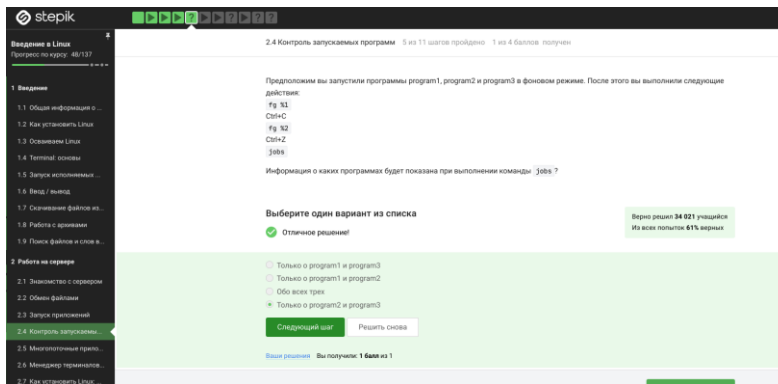 stepik
Введение в Linux
Прогресс по курсу: 48/137
1 Введение
1.1 Общая информация о ...
1.2 Как установить Linux
1.3 Осваиваем Linux
1.4 Terminal: основы
1.5 Запуск исполняемых ...
1.6 Ввод / вывод
1.7 Скачивание файлов из...
1.8 Работа с архивами
1.9 Поиск файлов и слов в...
2 Работа на сервере
2.1 Знакомство с сервером
2.2 Обмен файлами
2.3 Запуск приложений
2.4 Контроль запускаемы...
2.5 Многопоточные прило...
2.6 Менеджер терминалов...
2.7 Как установить Linux:...
2.4 Контроль запускаемых программ 5 из 11 шагов пройдено 1 из 4 баллов получен
Предположим вы запустили программы program1, program2 и program3 в фоновом режиме. После этого вы выполнили следующие
действия:
fg %1
Ctrl+C
fg %2
Ctrl+Z
jobs
Информация о каких программах будет показана при выполнении команды jobs ?
Выберите один вариант из списка
Отличное решение!
Верно решил 34 021 учащийся
Из всех попыток 61% верных
Только о program1 и program3
Только о program1 и program2
Обо всех трех
Только о program2 и program3
Следующий шаг Решить снова
Ваши решения Вы получили: 1 балл из 1